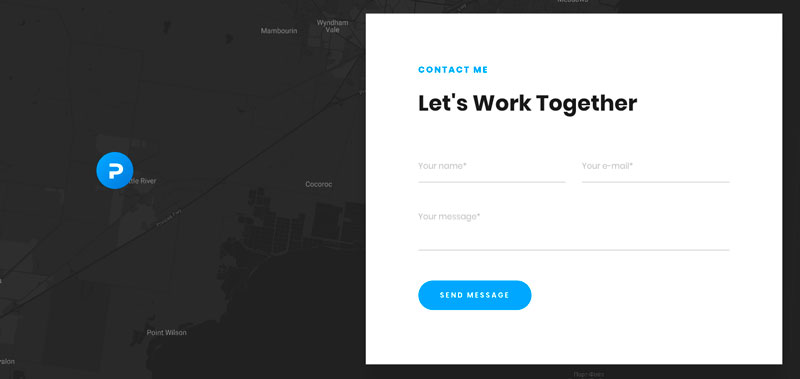 Wyndham
Vale
Mambourin
P
River
Cocoroc
Point Wilson
CONTACT ME
Let's Work Together
Your name*
Your e-mail*
Your message*
SEND MESSAGE